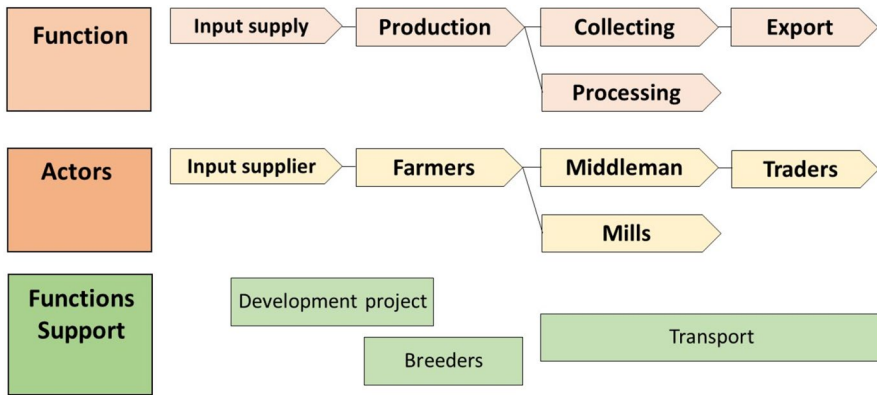 Function
Input supply
Production
Collecting
Export
Processing
Actors
Input supplier
Farmers
Middleman
Traders
Mills
Functions
Support
Development project
Breeders
Transport